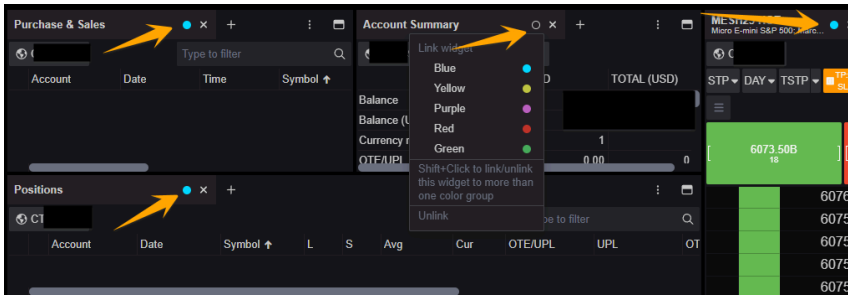 Purchase & Sales
Type to filter
Account Date Time Symbol
Account Summary
Link widget
Blue
Yellow
Purple
Red
Green
Shift+Click to link/unlink
this widget to more than
one color group
Unlink
TOTAL (USD)
Balance
Currency
1
OTE/UPL 0.00 0
Micro E-mini S&P 500; Marc...
STP DAY TSTP
6073.50B
18
6076
6075
6075
6075
6075
Positions
CT
to filter
Account Date Symbol L S Avg Cur OTE/UPL UPL OT